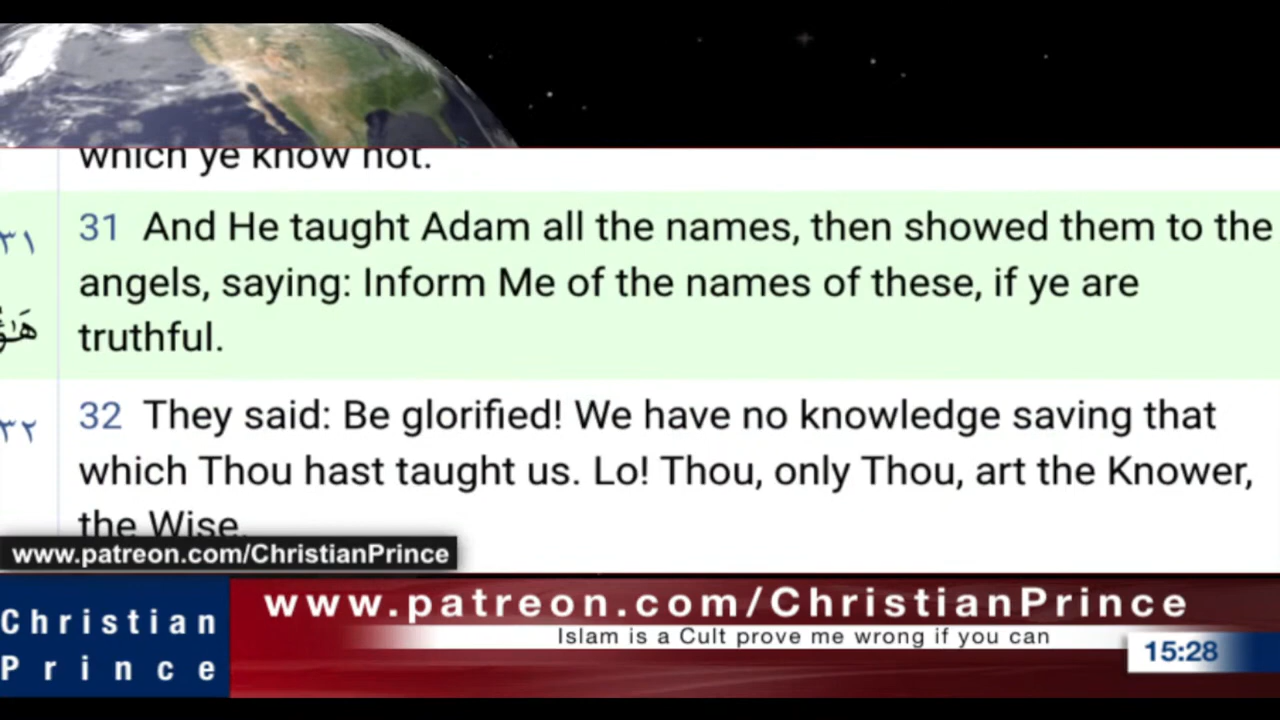 which ye know not.
٣١
31 And He taught Adam all the names, then showed them to the
angels, saying: Inform Me of the names of these, if ye are
truthful.
٣٢
32 They said: Be glorified! We have no knowledge saving that
which Thou hast taught us. Lo! Thou, only Thou, art the Knower,
the Wise.
www.patreon.com/ChristianPrince
Christian
Prince
www.patreon.com/ChristianPrince
Islam is a Cult prove me wrong if you can
15:28